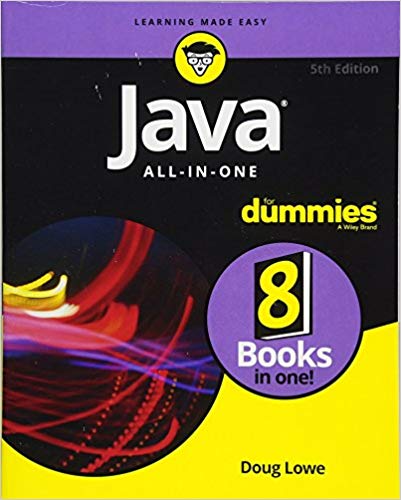 LEARNING MADE EASY
5th Edition
Java®
ALL-IN-ONE
for
dummies®
A Wiley Brand
8
Books
in one!
Doug Lowe